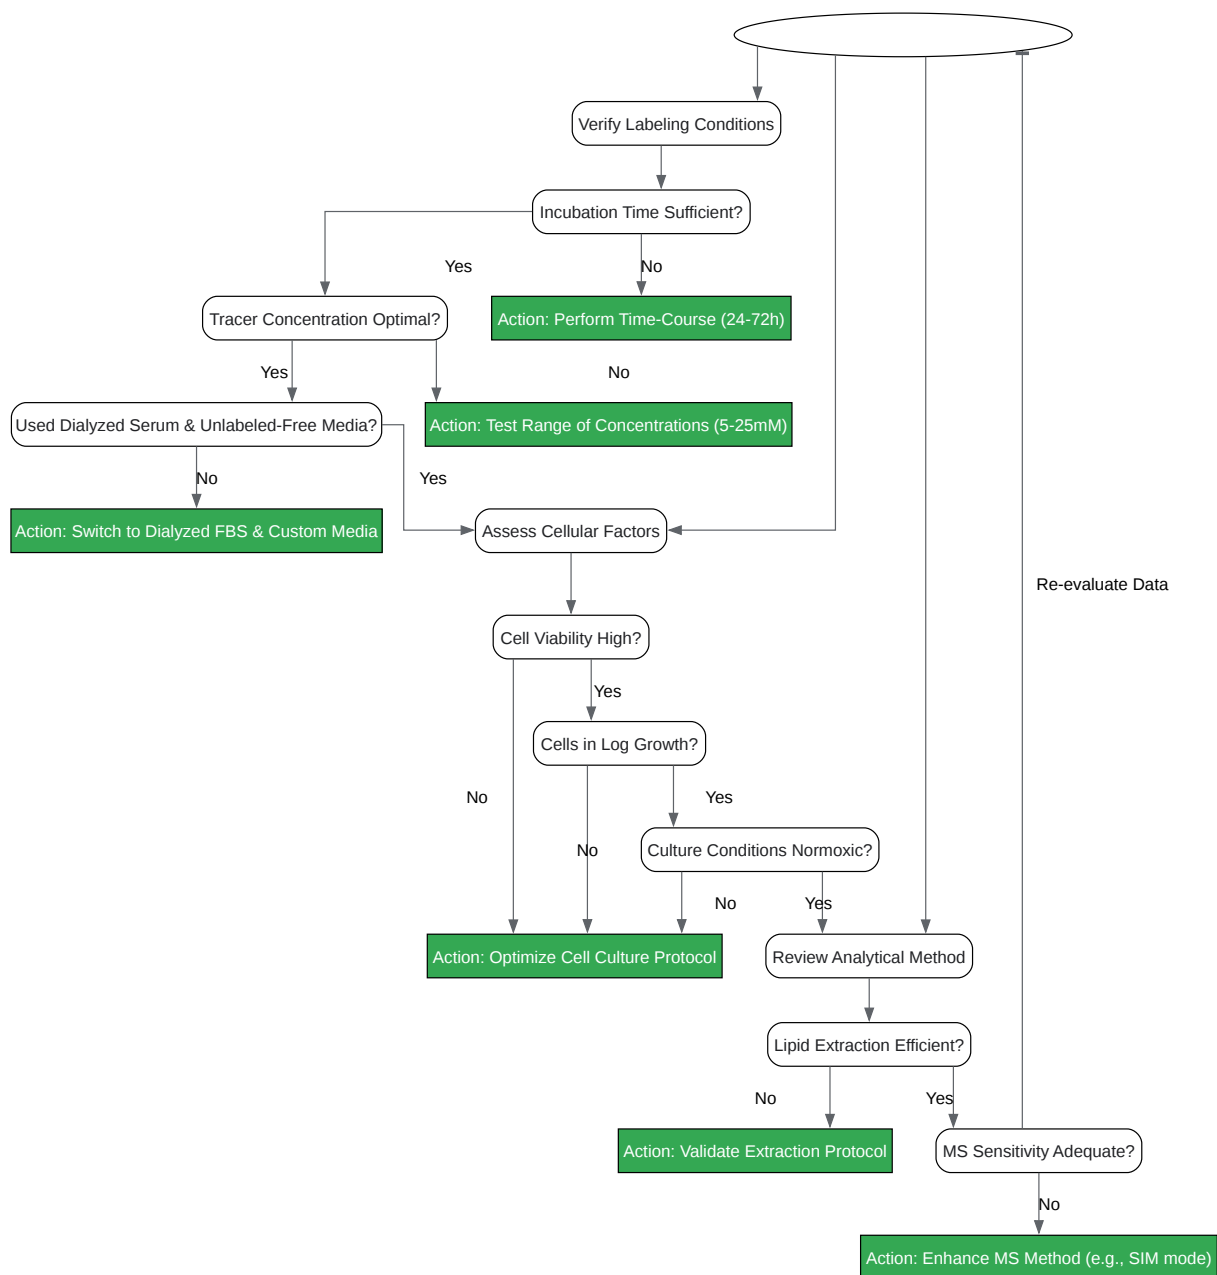 Verify Labeling Conditions
Incubation Time Sufficient?
Yes
No
Tracer Concentration Optimal?
Action: Perform Time-Course (24-72h)
Yes
No
Used Dialyzed Serum & Unlabeled-Free Media?
Action: Test Range of Concentrations (5-25mM)
No
Yes
Action: Switch to Dialyzed FBS & Custom Media
Assess Cellular Factors
Re-evaluate Data
Cell Viability High?
Yes
Cells in Log Growth?
No
Yes
No
Culture Conditions Normoxic?
No
Yes
Action: Optimize Cell Culture Protocol
Review Analytical Method
Lipid Extraction Efficient?
No
Yes
Action: Validate Extraction Protocol
MS Sensitivity Adequate?
No
Action: Enhance MS Method (e.g., SIM mode)